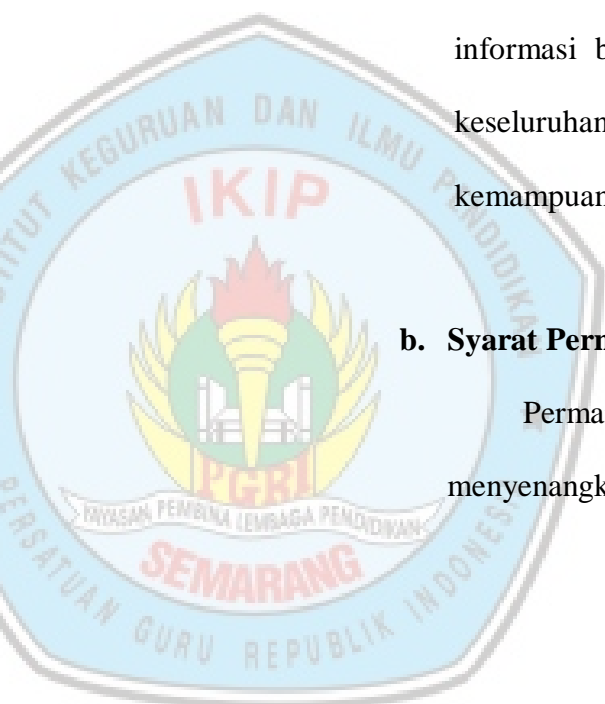 informasi b
keseluruhan
kemampuan
b. Syarat Perm
Perma
menyenangk
INSTITUT KEGURUAN DAN ILMU PENDIDIKAN
IKIP
PGRI
YAYASAN PEMBINA LEMBAGA PENDIDIKAN
SEMARANG
PERSATUAN GURU REPUBLIK INDONESIA